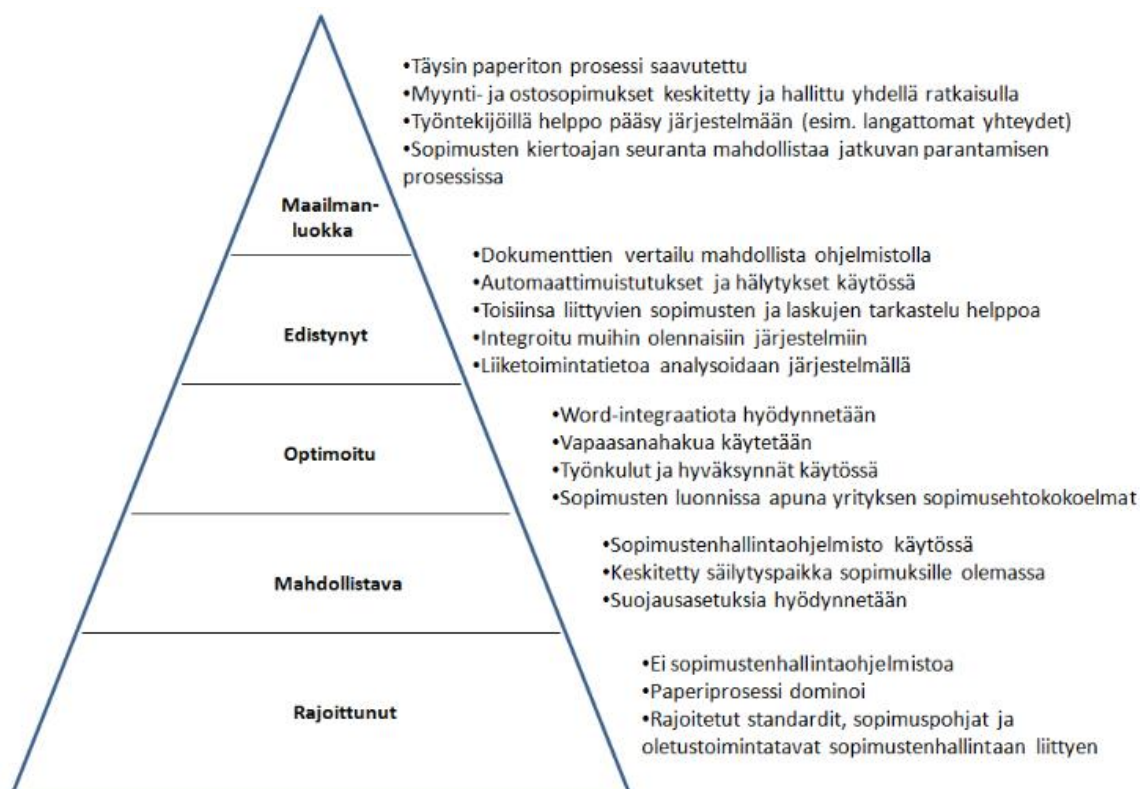 •Täysin paperiton prosessi saavutettu
•Myynti- ja ostosopimukset keskitetty ja hallittu yhdellä ratkaisulla
•Työntekijöillä helppo pääsy järjestelmään (esim. langattomat yhteydet)
•Sopimusten kiertoajan seuranta mahdollistaa jatkuvan parantamisen
prosessissa
Maailman-
luokka
•Dokumenttien vertailu mahdollista ohjelmistolla
•Automaattimuistutukset ja hälytykset käytössä
•Toisiinsa liittyvien sopimusten ja laskujen tarkastelu helppoa
•Integroitu muihin olennaisiin järjestelmiin
•Liiketoimintatietoa analysoidaan järjestelmällä
Edistynyt
•Word-integraatiota hyödynnetään
•Vapaasanahakua käytetään
•Työnkulut ja hyväksynnät käytössä
•Sopimusten luonnissa apuna yrityksen sopimusehtokokoelmat
Optimoitu
•Sopimustenhallintaohjelmisto käytössä
•Keskitetty säilytyspaikka sopimuksille olemassa
•Suojausasetuksia hyödynnetään
Mahdollistava
•Ei sopimustenhallintaohjelmistoa
•Paperiprosessi dominoi
•Rajoitetut standardit, sopimuspohjat ja
oletustoimintatavat sopimustenhallintaan liittyen
Rajoittunut